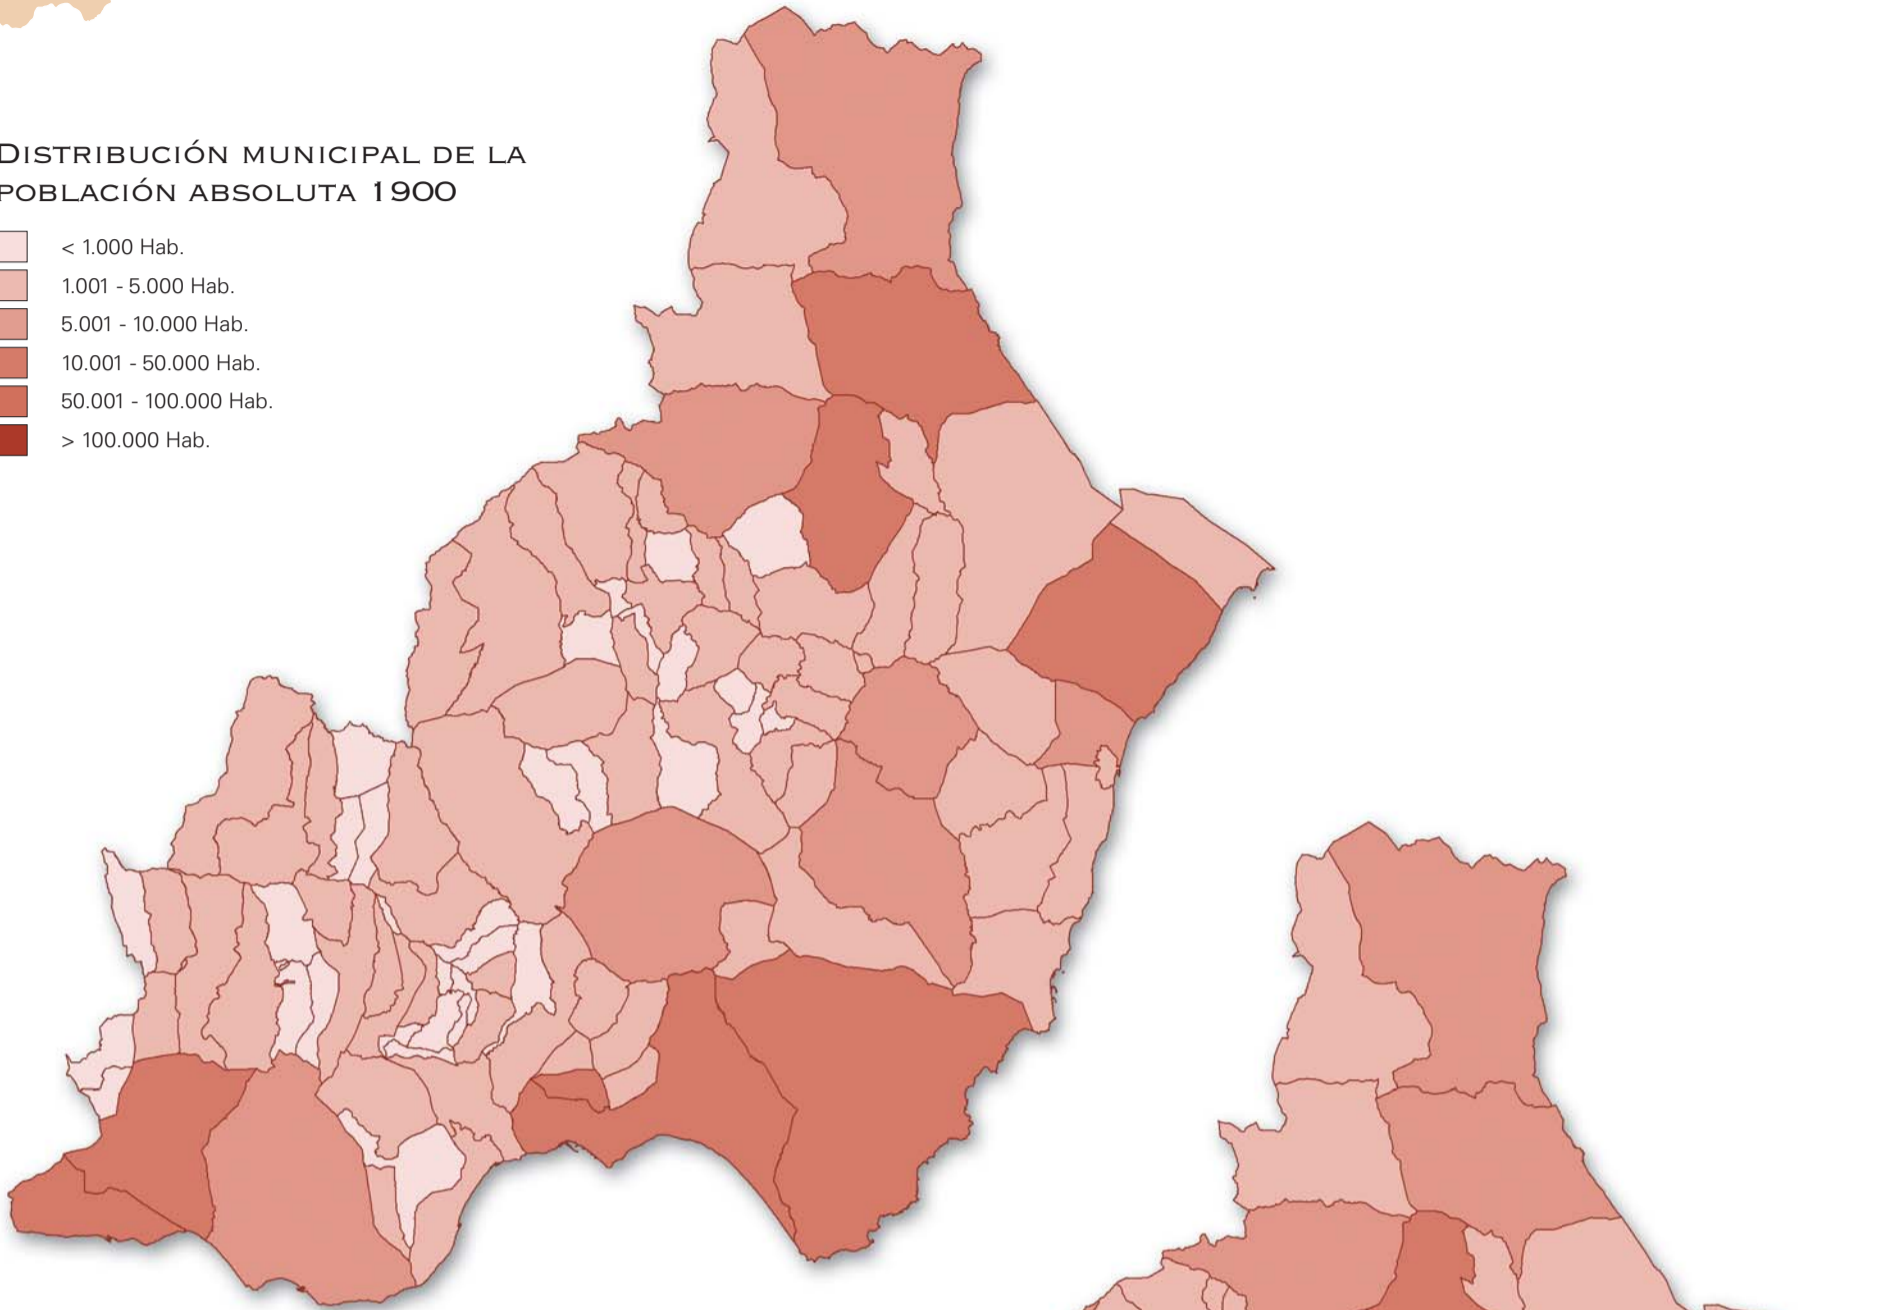 DISTRIBUCIÓN MUNICIPAL DE LA
POBLACIÓN ABSOLUTA 1900
< 1.000 Hab.
1.001 - 5.000 Hab.
5.001 - 10.000 Hab.
10.001 - 50.000 Hab.
50.001 - 100.000 Hab.
> 100.000 Hab.